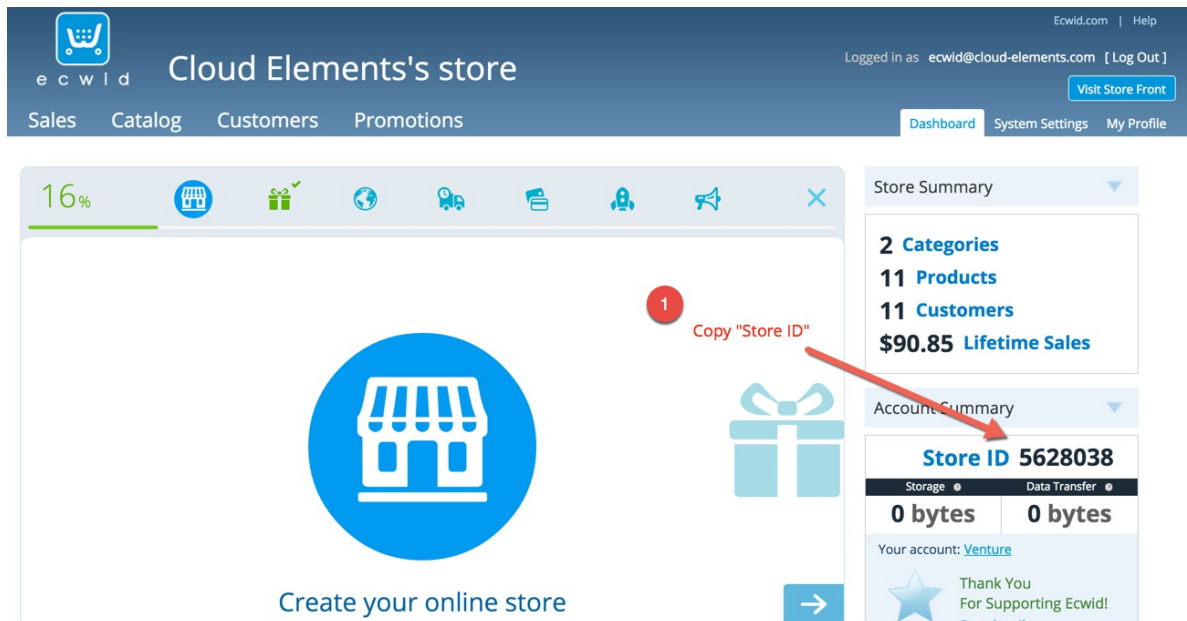 Ecwid.com | Help
ecwid
Cloud Elements's store
Logged in as ecwid@cloud-elements.com [ Log Out ]
Visit Store Front
Sales Catalog Customers Promotions
Dashboard System Settings My Profile
16%
Store Summary
2 Categories
11 Products
11 Customers
$90.85 Lifetime Sales
1
Copy "Store ID"
Account Summary
Store ID 5628038
Storage Data Transfer
0 bytes 0 bytes
Your account: Venture
Thank You
For Supporting Ecwid!
Create your online store